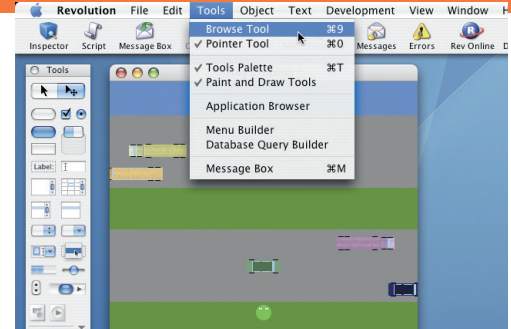 Revolution File Edit Tools Object Text Development View Window
Inspector Script Message Box Messages Errors Rev Online
Browse Tool ⌘9
✓ Pointer Tool ⌘0
✓ Tools Palette ⌘T
✓ Paint and Draw Tools
Application Browser
Menu Builder
Database Query Builder
Message Box ⌘M
Tools
Label: